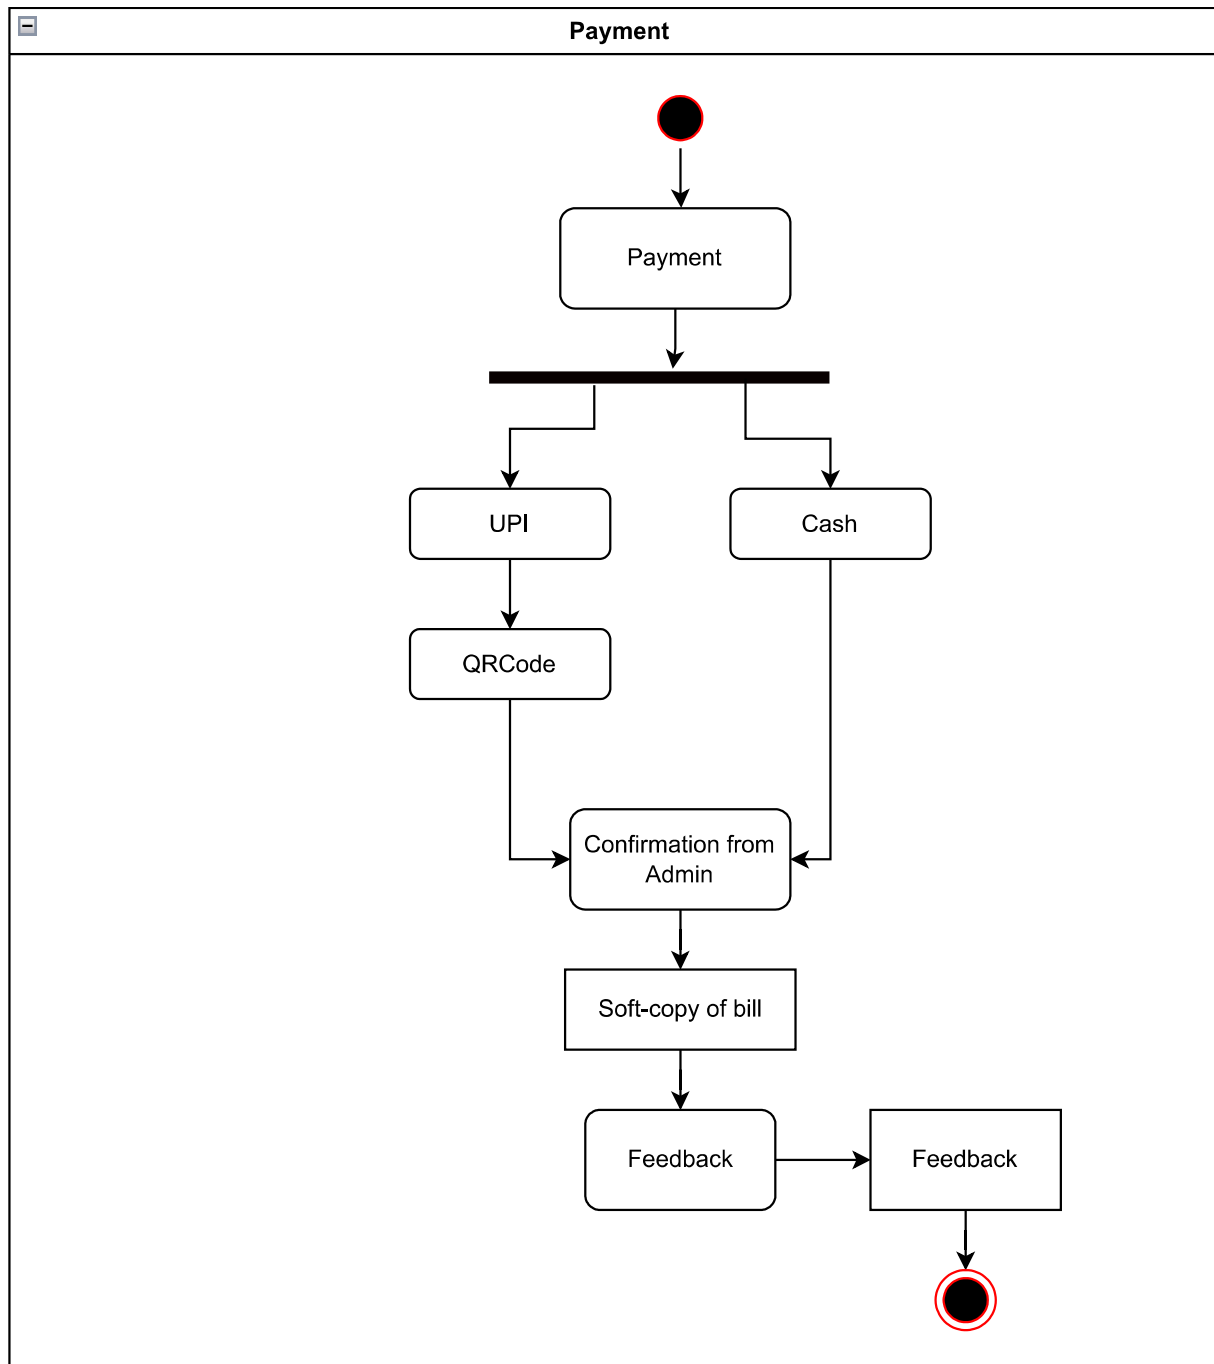 Payment
Payment
UPI
Cash
QRCode
Confirmation from
Admin
Soft-copy of bill
Feedback
Feedback